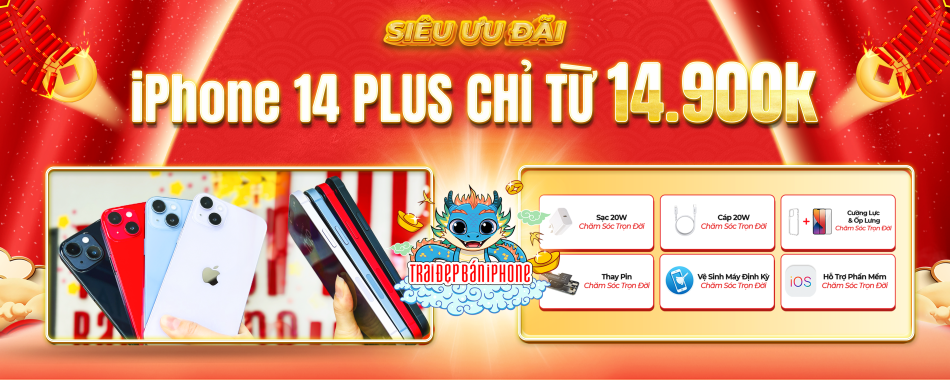 SIÊU ƯU ĐÃI
iPhone 14 PLUS CHỈ TỪ 14.900k
TRAI ĐẸP BÁN iPHONE
Sạc 20W
Chăm Sóc Trọn Đời
Cáp 20W
Chăm Sóc Trọn Đời
Cường Lực
& Ốp Lưng
Chăm Sóc Trọn Đời
Thay Pin
Chăm Sóc Trọn Đời
Vệ Sinh Máy Định Kỳ
Chăm Sóc Trọn Đời
iOS
Hỗ Trợ Phần Mềm
Chăm Sóc Trọn Đời